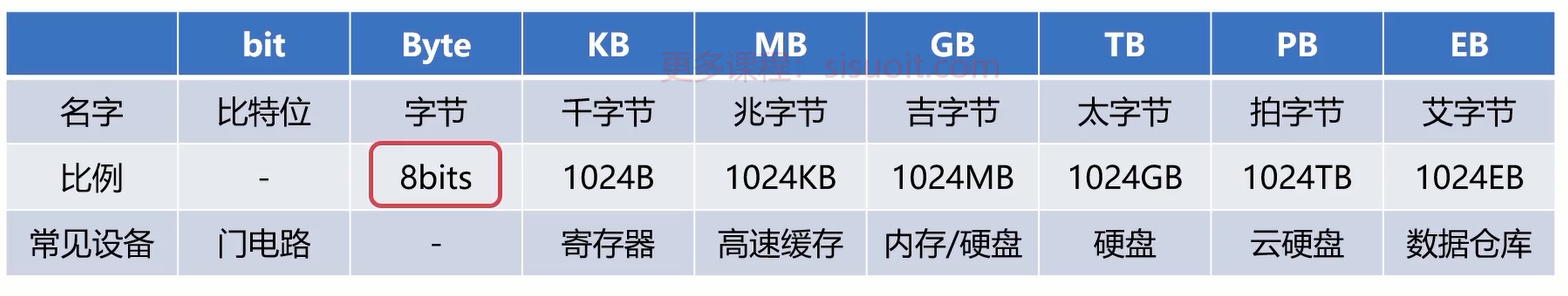 bit Byte KB MB GB TB PB EB
更多课程：sisuoit.com
名字 比特位 字节 千字节 兆字节 吉字节 太字节 拍字节 艾字节
比例 - 8bits 1024B 1024KB 1024MB 1024GB 1024TB 1024EB
常见设备 门电路 - 寄存器 高速缓存 内存/硬盘 硬盘 云硬盘 数据仓库